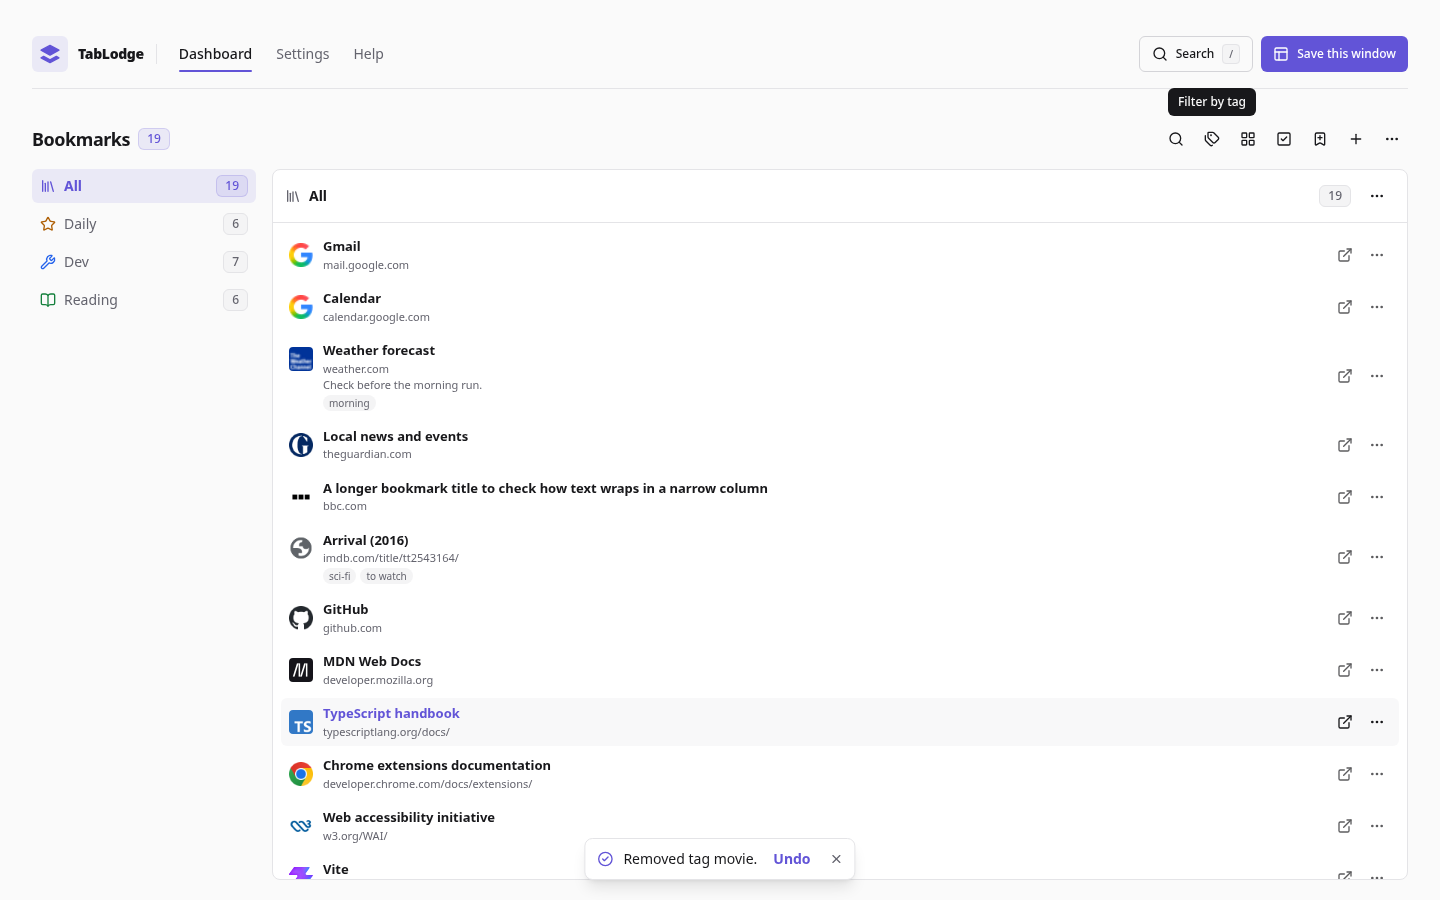 TabLodge
Dashboard
Settings
Help
Search /
Save this window
Filter by tag
Bookmarks 19
All 19
Daily 6
Dev 7
Reading 6
All 19
Gmail
mail.google.com
Calendar
calendar.google.com
The Weather Channel
Weather forecast
weather.com
Check before the morning run.
morning
Local news and events
theguardian.com
A longer bookmark title to check how text wraps in a narrow column
bbc.com
Arrival (2016)
imdb.com/title/tt2543164/
sci-fi to watch
GitHub
github.com
MDN Web Docs
developer.mozilla.org
TS
TypeScript handbook
typescriptlang.org/docs/
Chrome extensions documentation
developer.chrome.com/docs/extensions/
Web accessibility initiative
w3.org/WAI/
Vite
Removed tag movie. Undo